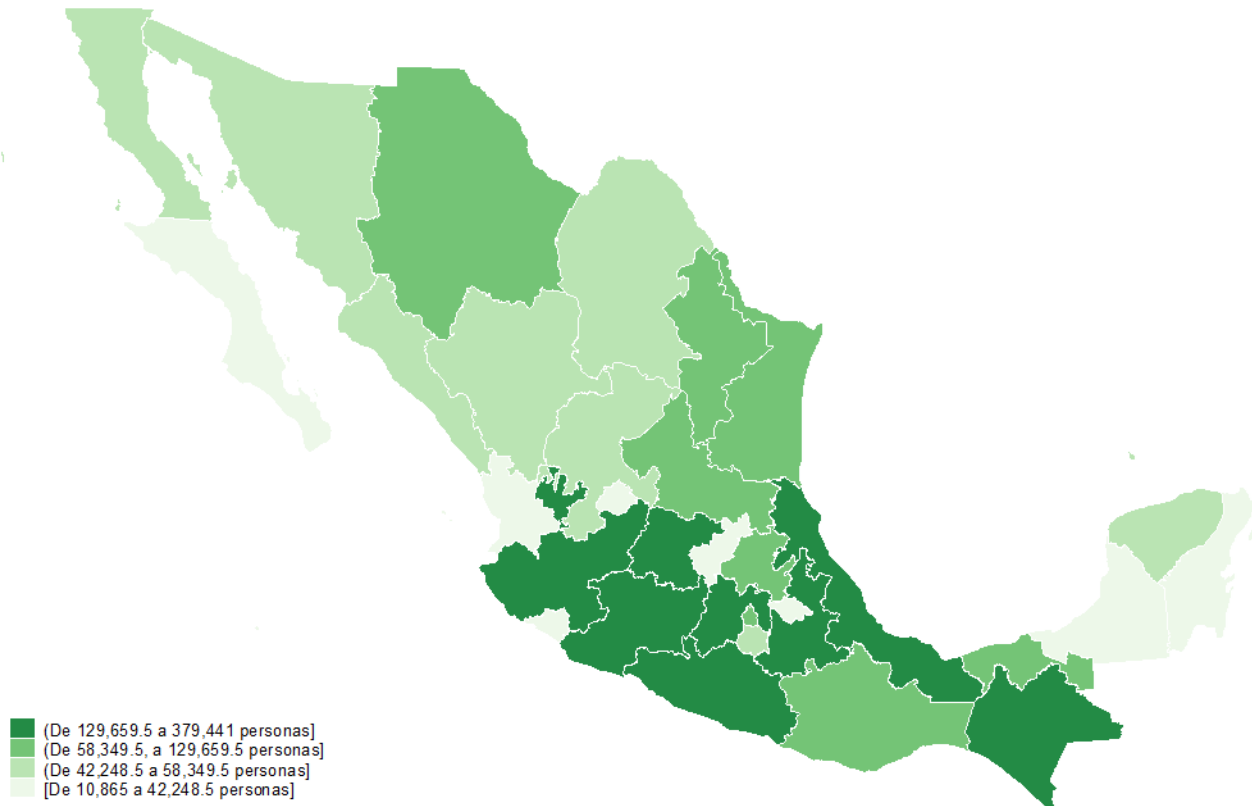 (De 129,659.5 a 379,441 personas]
(De 58,349.5, a 129,659.5 personas]
(De 42,248.5 a 58,349.5 personas]
[De 10,865 a 42,248.5 personas]